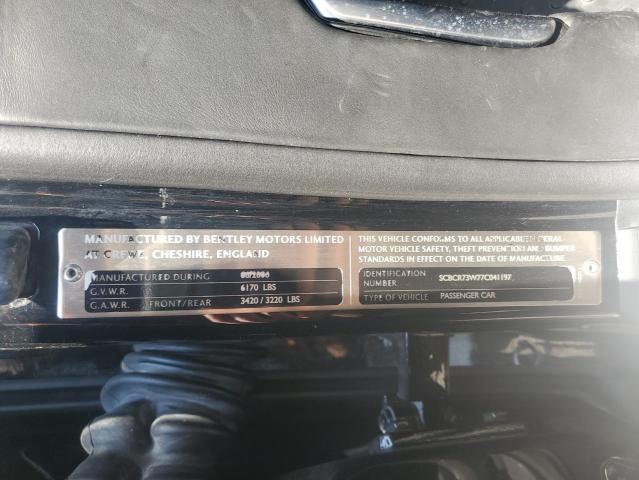 MANUFACTURED BY BENTLEY MOTORS LIMITED
AT CREWE, CHESHIRE, ENGLAND
MANUFACTURED DURING
G.V.W.R. 6170 LBS
G.A.W.R. FRONT/REAR 3420 / 3220 LBS
THIS VEHICLE CONFORMS TO ALL APPLICABLE FEDERAL
MOTOR VEHICLE SAFETY, THEFT PREVENTION AND BUMPER
STANDARDS IN EFFECT ON THE DATE OF MANUFACTURE
IDENTIFICATION
NUMBER SCBCR73W77C041197
TYPE OF VEHICLE PASSENGER CAR